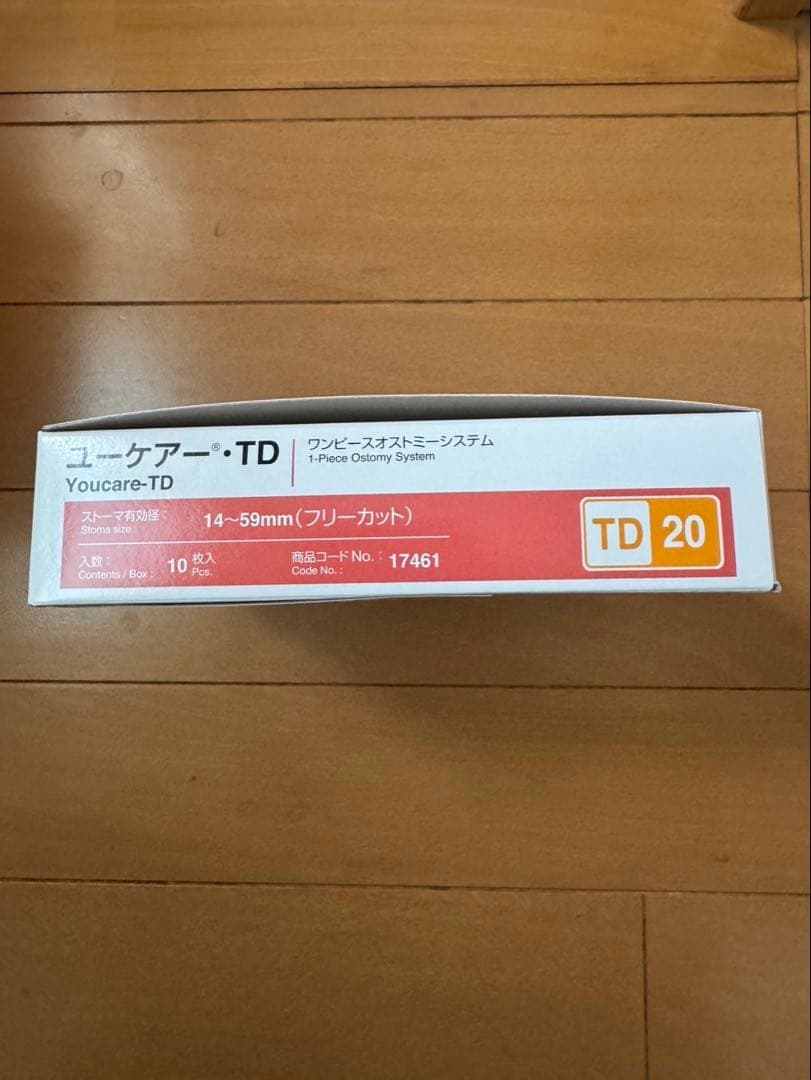 ユーケアー®・TD
Youcare-TD
ワンピースオストミーシステム
1-Piece Ostomy System
ストーマ有効径：
Stoma size :
14～59mm（フリーカット）
入数：
Contents / Box :
10 枚入
Pcs.
商品コード No.：
Code No. :
17461
TD 20